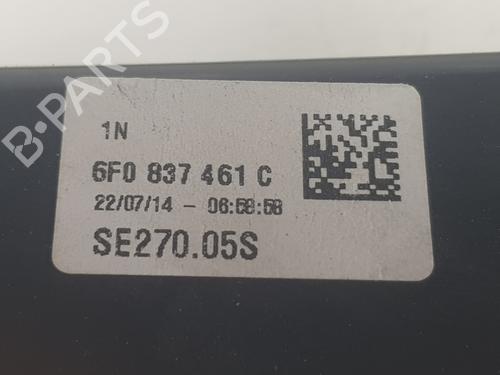 B-PARTS
1N
6F0 837 461 C
22/07/14 - 06:58:58
SE270.05S